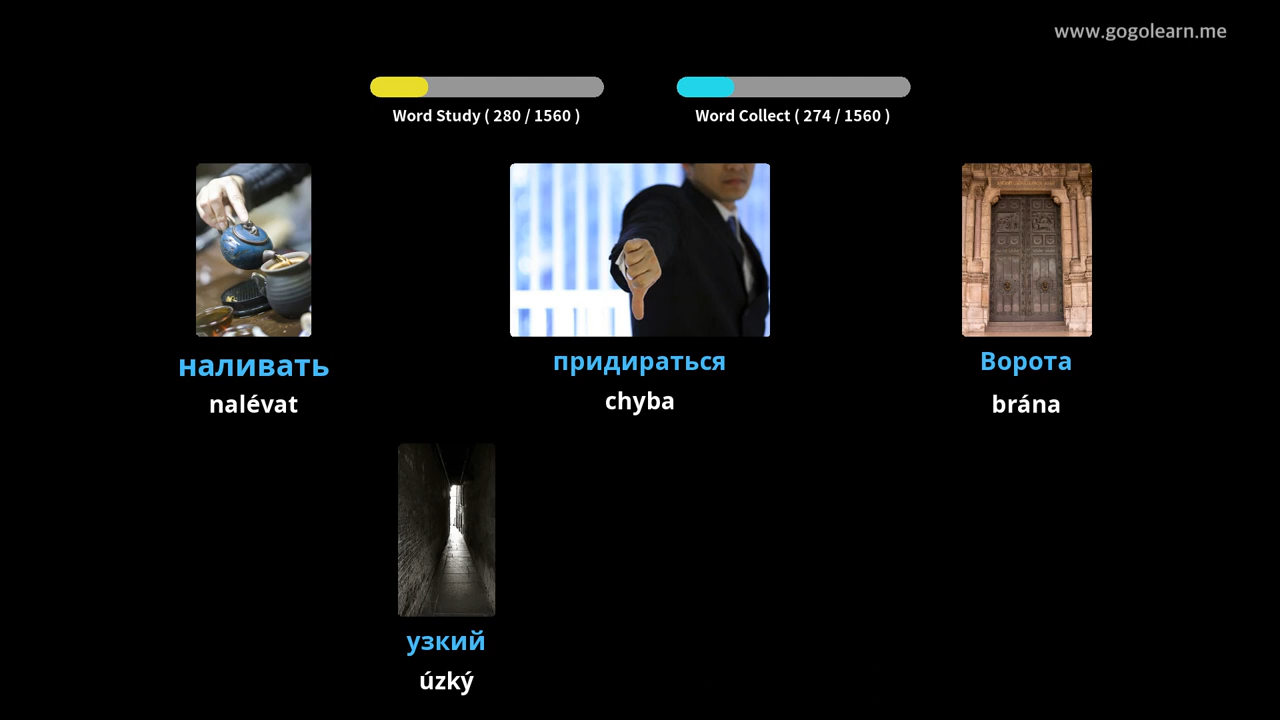 www.gogolearn.me
Word Study ( 280 / 1560 )
Word Collect ( 274 / 1560 )
наливать
nalévat
придираться
chyba
Ворота
brána
узкий
úzký